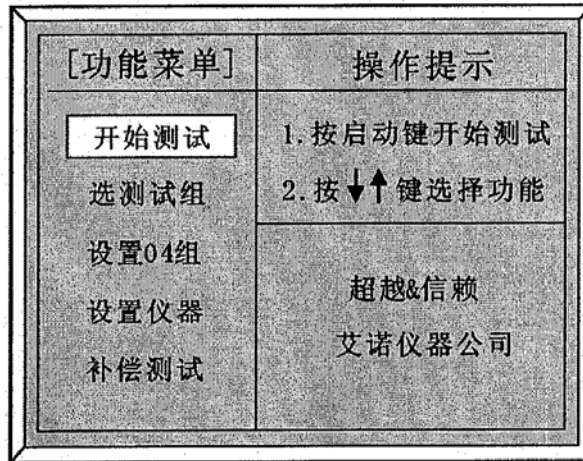 [功能菜单]
开始测试
选测试组
设置04组
设置仪器
补偿测试
操作提示
1.按启动键开始测试
2.按↓↑键选择功能
超越&信赖
艾诺仪器公司